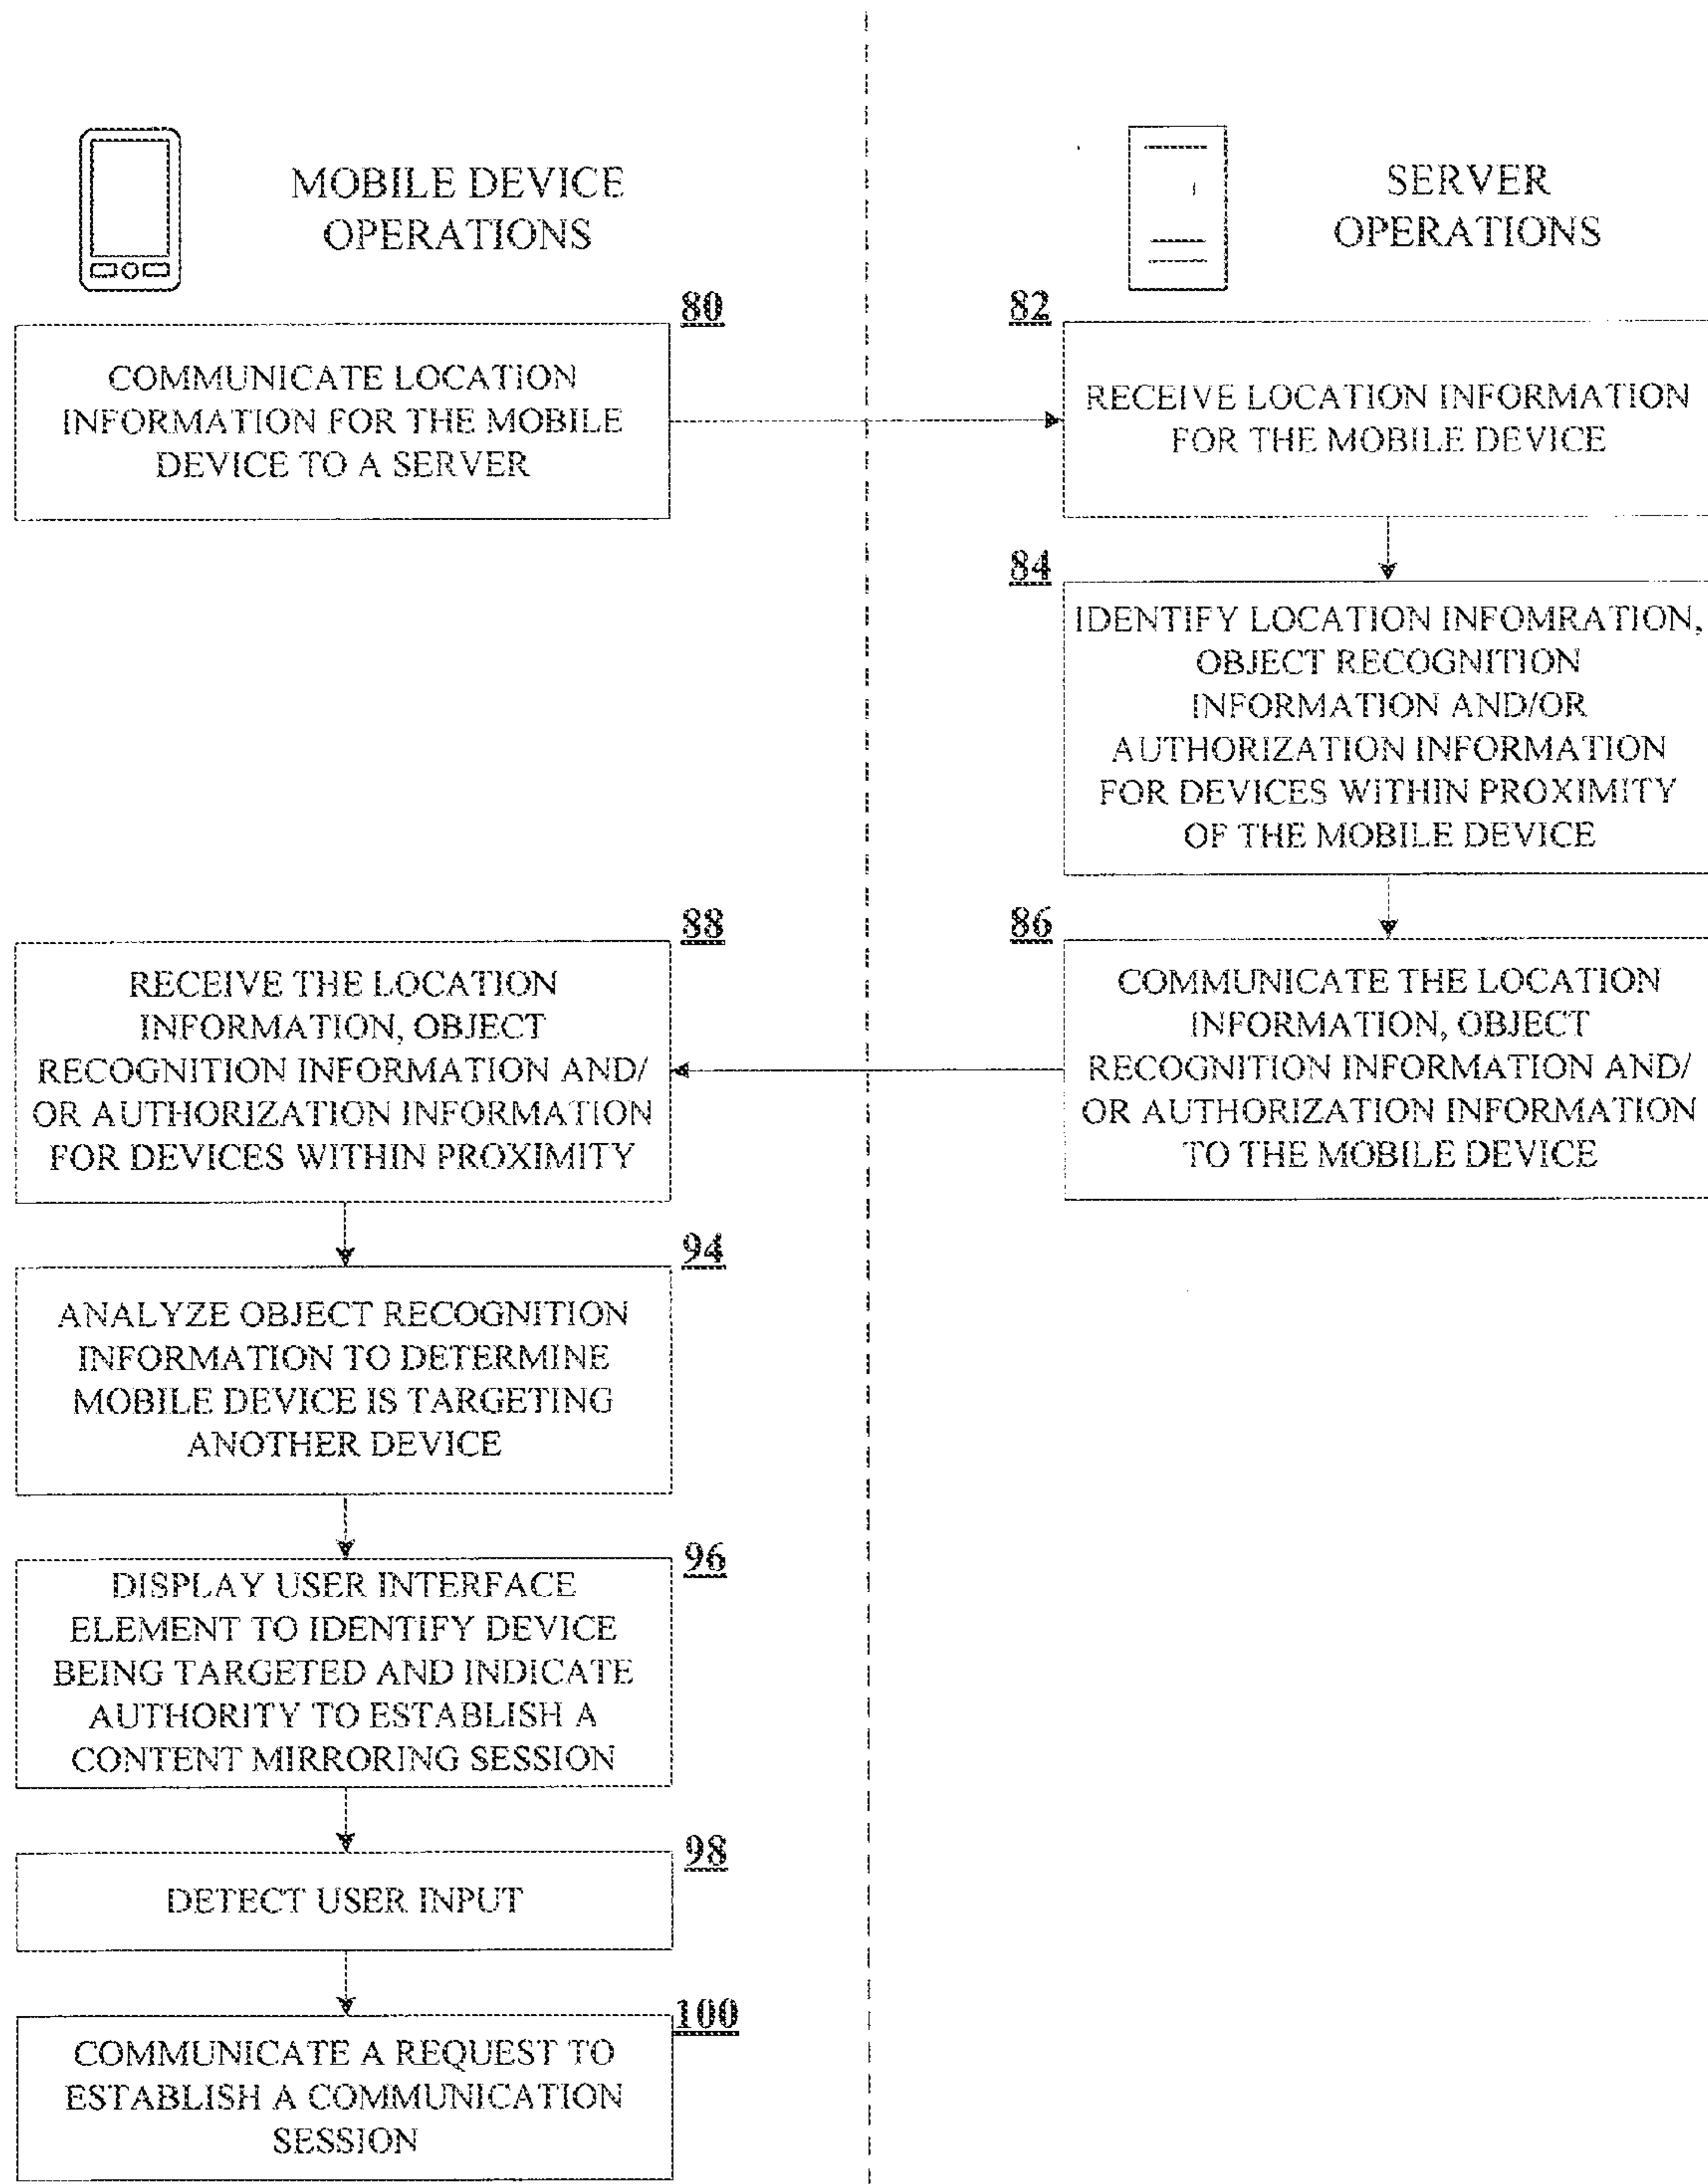 MOBILE DEVICE
OPERATIONS
SERVER
OPERATIONS
80
COMMUNICATE LOCATION
INFORMATION FOR THE MOBILE
DEVICE TO A SERVER
82
RECEIVE LOCATION INFORMATION
FOR THE MOBILE DEVICE
84
IDENTIFY LOCATION INFOMRATION,
OBJECT RECOGNITION
INFORMATION AND/OR
AUTHORIZATION INFORMATION
FOR DEVICES WITHIN PROXIMITY
OF THE MOBILE DEVICE
86
COMMUNICATE THE LOCATION
INFORMATION, OBJECT
RECOGNITION INFORMATION AND/
OR AUTHORIZATION INFORMATION
TO THE MOBILE DEVICE
88
RECEIVE THE LOCATION
INFORMATION, OBJECT
RECOGNITION INFORMATION AND/
OR AUTHORIZATION INFORMATION
FOR DEVICES WITHIN PROXIMITY
94
ANALYZE OBJECT RECOGNITION
INFORMATION TO DETERMINE
MOBILE DEVICE IS TARGETING
ANOTHER DEVICE
96
DISPLAY USER INTERFACE
ELEMENT TO IDENTIFY DEVICE
BEING TARGETED AND INDICATE
AUTHORITY TO ESTABLISH A
CONTENT MIRRORING SESSION
98
DETECT USER INPUT
100
COMMUNICATE A REQUEST TO
ESTABLISH A COMMUNICATION
SESSION